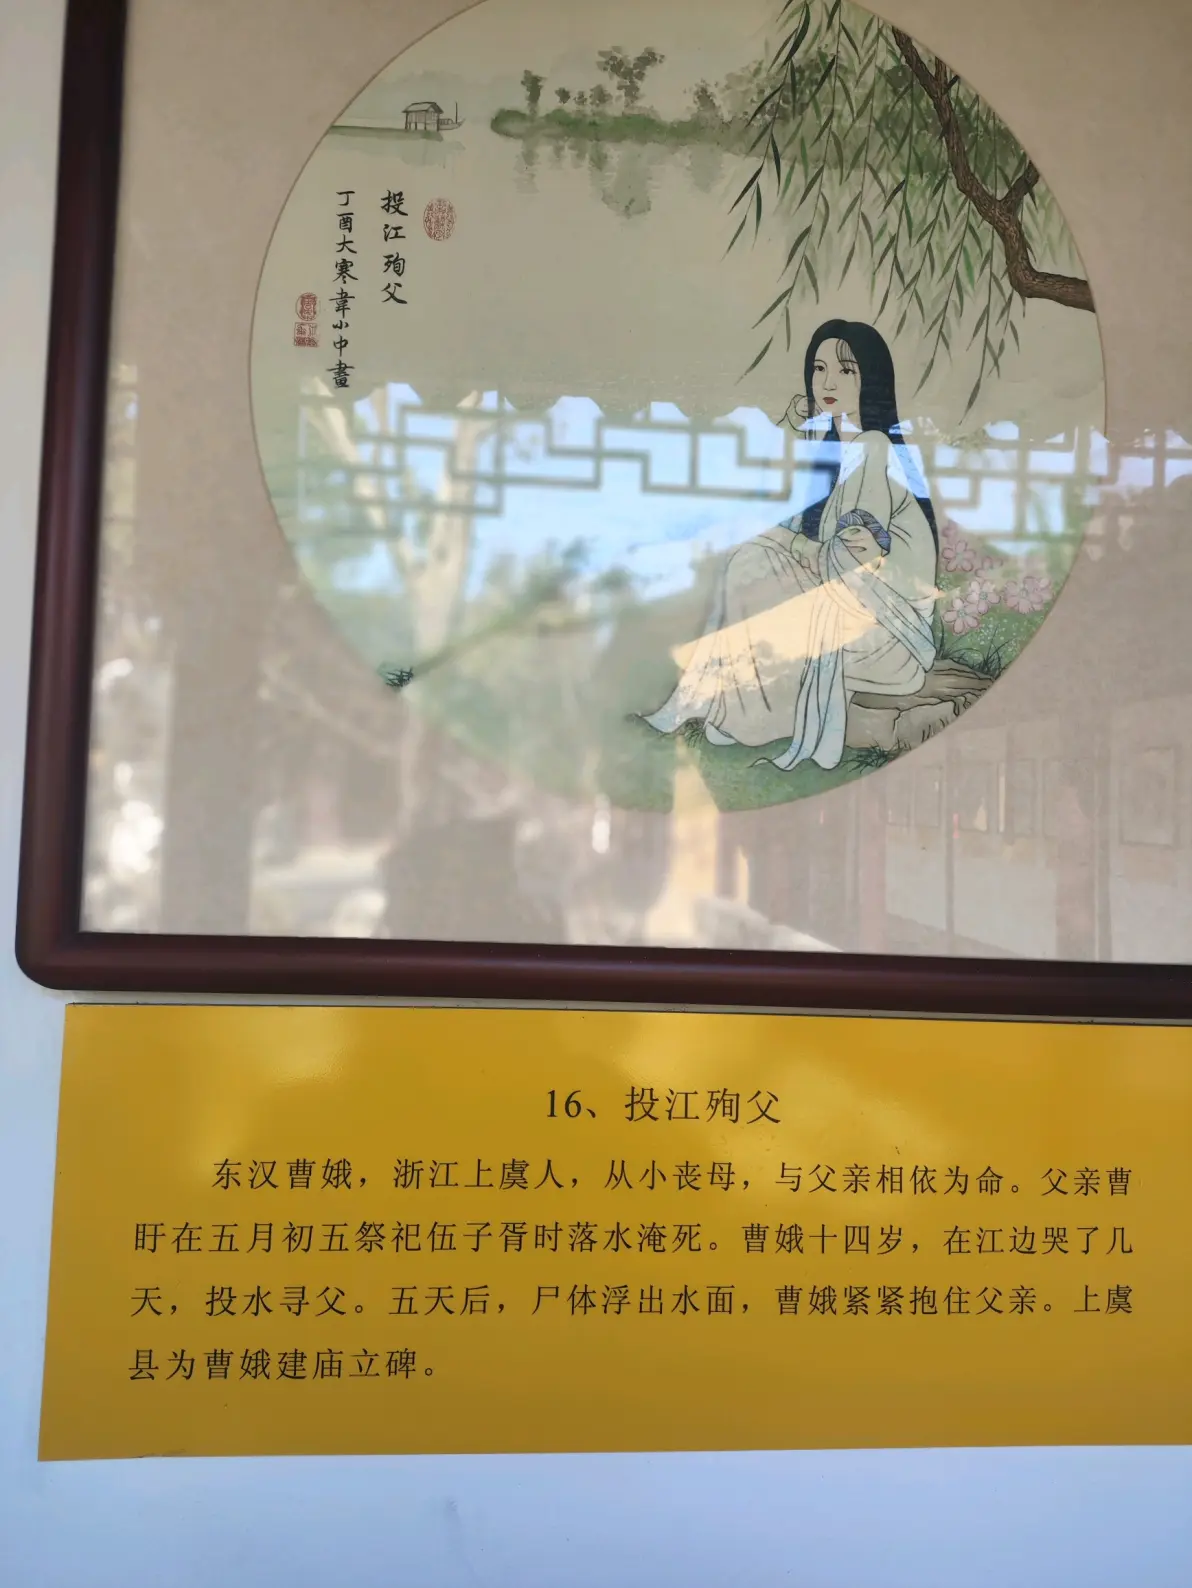 投江殉父
丁酉大寒韋小中畫
16、投江殉父
东汉曹娥，浙江上虞人，从小丧母，与父亲相依为命。父亲曹
盱在五月初五祭祀伍子胥时落水淹死。曹娥十四岁，在江边哭了几
天，投水寻父。五天后，尸体浮出水面，曹娥紧紧抱住父亲。上虞
县为曹娥建庙立碑。